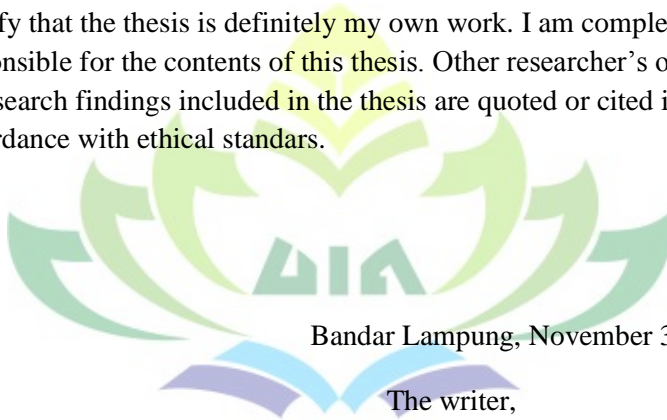 fy that the thesis is definitely my own work. I am comple
onsible for the contents of this thesis. Other researcher's o
search findings included in the thesis are quoted or cited i
rdance with ethical standars.
UIN
Bandar Lampung, November 3
The writer,